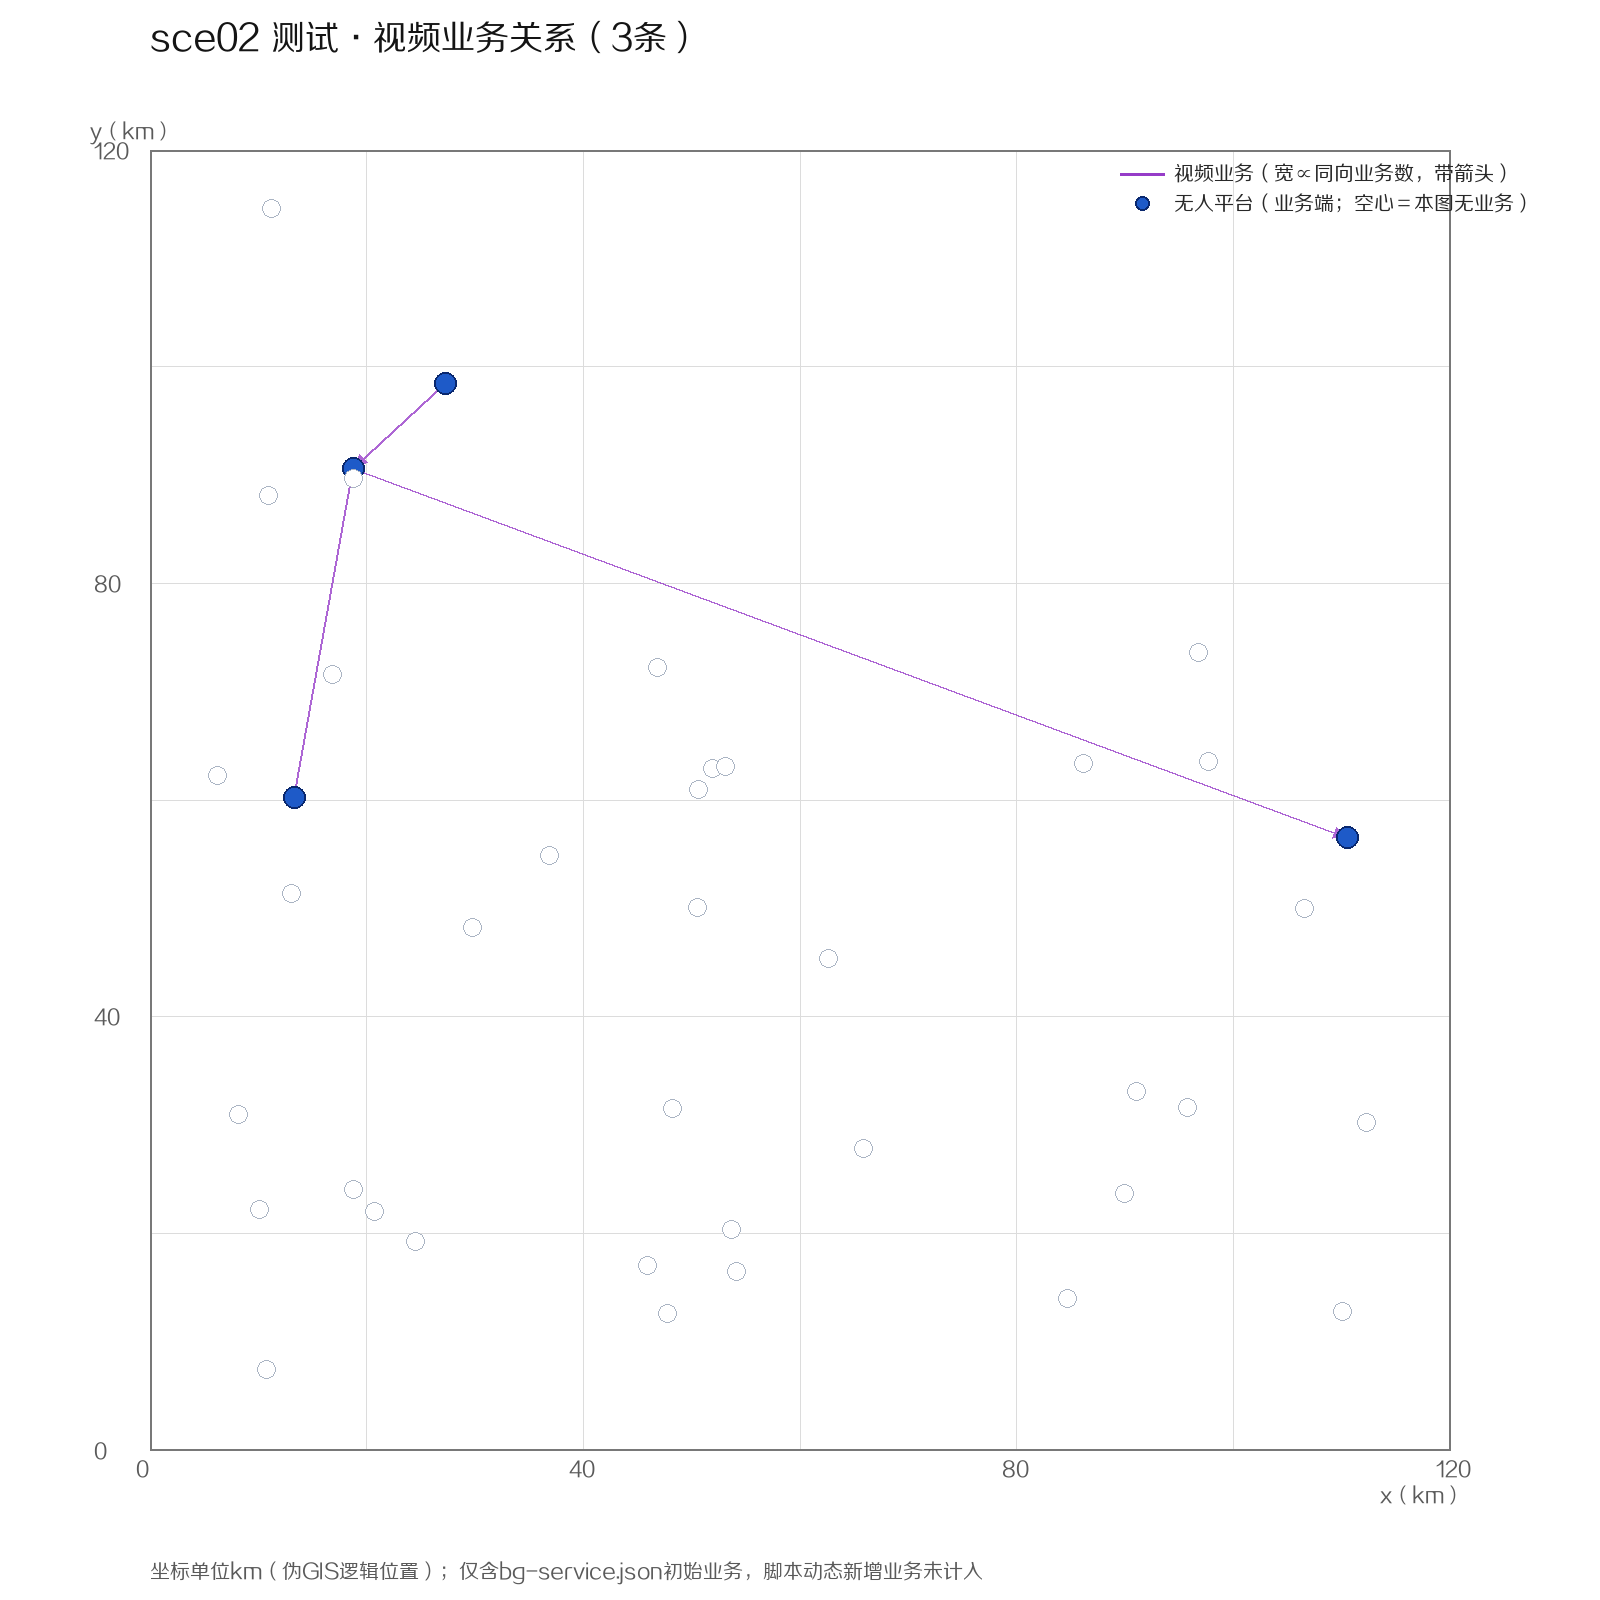 sce02 测试·视频业务关系（3条）
y（km）
120
视频业务（宽∝同向业务数，带箭头）
无人平台（业务端；空心＝本图无业务）
80
40
0
0
40
80
120
x（km）
坐标单位km（伪GIS逻辑位置）；仅含bg-service.json初始业务，脚本动态新增业务未计入